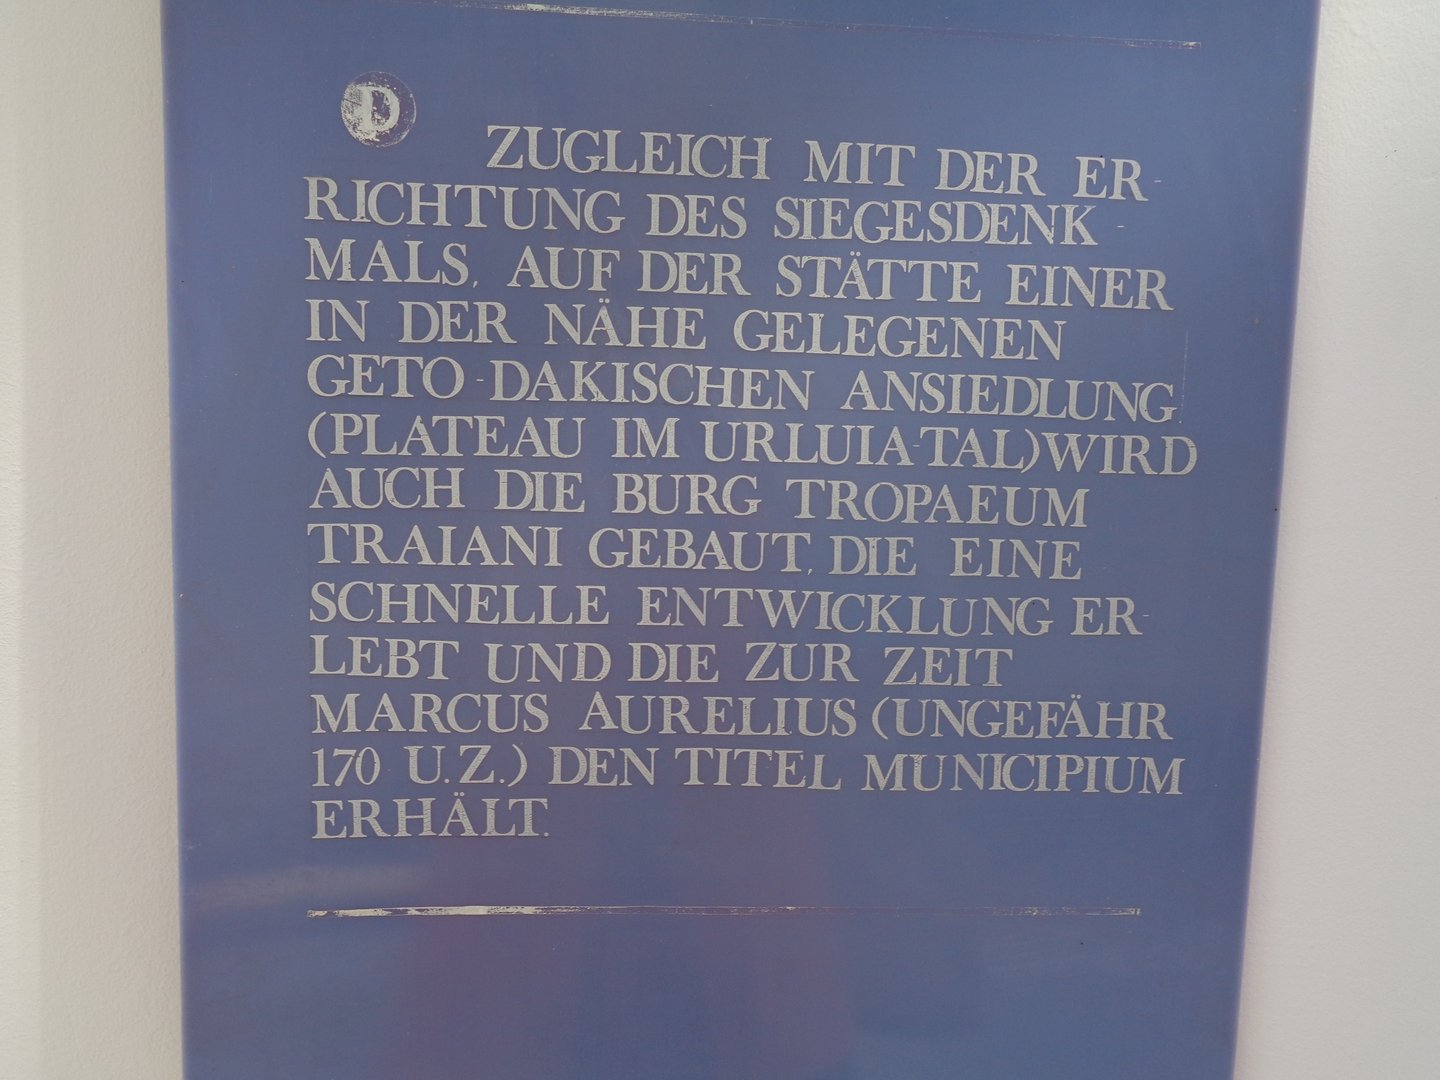 D
ZUGLEICH MIT DER ER-
RICHTUNG DES SIEGESDENK-
MALS, AUF DER STÄTTE EINER
IN DER NÄHE GELEGENEN
GETO-DAKISCHEN ANSIEDLUNG
(PLATEAU IM URLUIA-TAL) WIRD
AUCH DIE BURG TROPAEUM
TRAIANI GEBAUT, DIE EINE
SCHNELLE ENTWICKLUNG ER-
LEBT UND DIE ZUR ZEIT
MARCUS AURELIUS (UNGEFÄHR
170 U.Z.) DEN TITEL MUNICIPIUM
ERHÄLT.